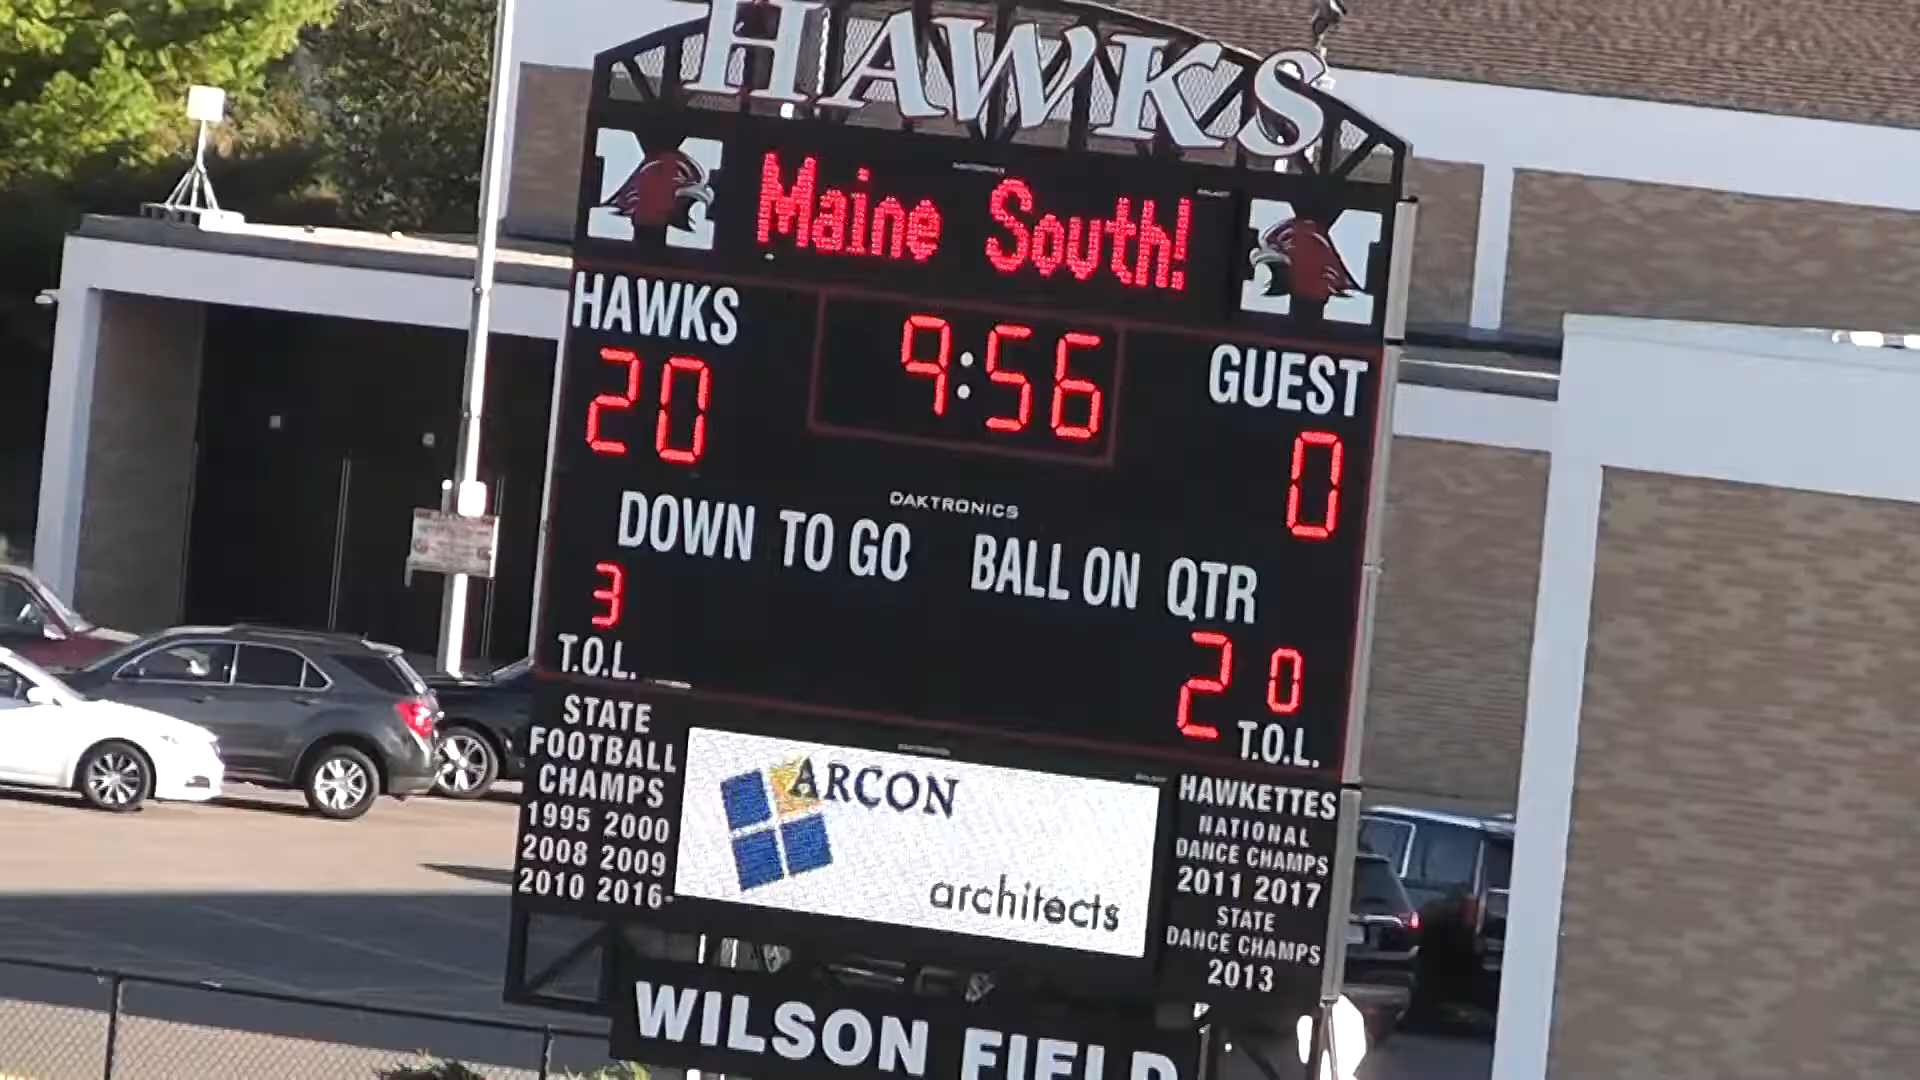 HAWKS
M Maine South! M
HAWKS 9:56 GUEST
20 0
DAKTRONICS
DOWN TO GO BALL ON QTR
3 2 0
T.O.L. T.O.L.
STATE
FOOTBALL
CHAMPS
1995 2000
2008 2009
2010 2016-
ARCON
architects
HAWKETTES
NATIONAL
DANCE CHAMPS
2011 2017
STATE
DANCE CHAMPS
2013
WILSON FIELD